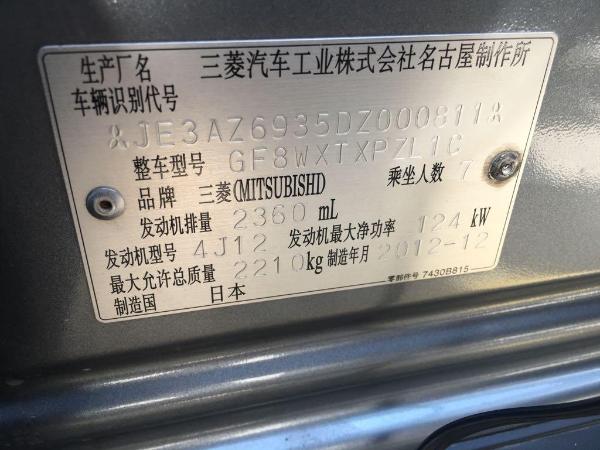 生产厂名 三菱汽车工业株式会社名古屋制作所
车辆识别代号
JE3AZ6935DZ000811
整车型号 GF8WXTXPZL1C
品牌 三菱(MITSUBISHI) 乘坐人数 7
发动机排量 2360 mL
发动机型号 4J12 发动机最大净功率 124 kW
最大允许总质量 2210 kg 制造年月 2012-12
制造国 日本 零部件号 7430B815